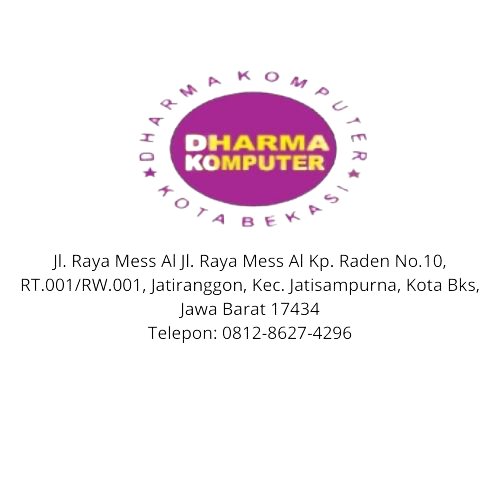 DHARMA KOMPUTER
DHARMA
KOMPUTER
KOTA BEKASI
Jl. Raya Mess Al Jl. Raya Mess Al Kp. Raden No.10,
RT.001/RW.001, Jatiranggon, Kec. Jatisampurna, Kota Bks,
Jawa Barat 17434
Telepon: 0812-8627-4296